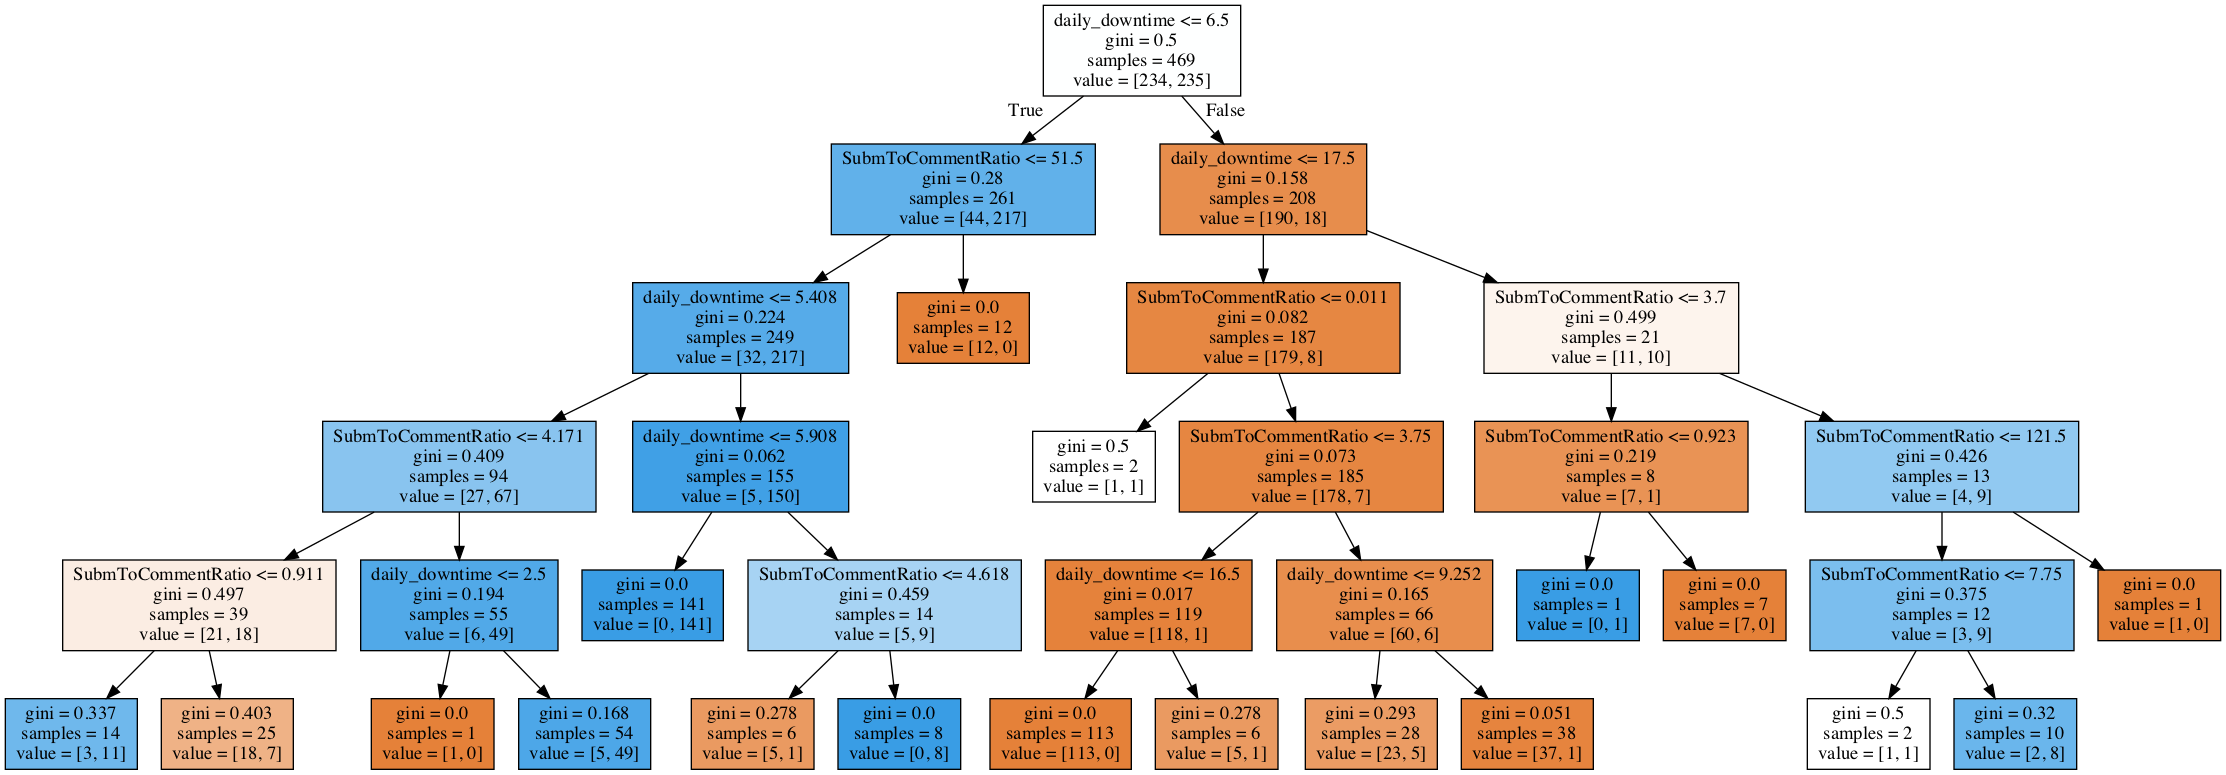 daily_downtime <= 6.5
gini = 0.5
samples = 469
value = [234, 235]
True
False
SubmToCommentRatio <= 51.5
gini = 0.28
samples = 261
value = [44, 217]
daily_downtime <= 17.5
gini = 0.158
samples = 208
value = [190, 18]
daily_downtime <= 5.408
gini = 0.224
samples = 249
value = [32, 217]
gini = 0.0
samples = 12
value = [12, 0]
SubmToCommentRatio <= 0.011
gini = 0.082
samples = 187
value = [179, 8]
SubmToCommentRatio <= 3.7
gini = 0.499
samples = 21
value = [11, 10]
SubmToCommentRatio <= 4.171
gini = 0.409
samples = 94
value = [27, 67]
daily_downtime <= 5.908
gini = 0.062
samples = 155
value = [5, 150]
gini = 0.5
samples = 2
value = [1, 1]
SubmToCommentRatio <= 3.75
gini = 0.073
samples = 185
value = [178, 7]
SubmToCommentRatio <= 0.923
gini = 0.219
samples = 8
value = [7, 1]
SubmToCommentRatio <= 121.5
gini = 0.426
samples = 13
value = [4, 9]
SubmToCommentRatio <= 0.911
gini = 0.497
samples = 39
value = [21, 18]
daily_downtime <= 2.5
gini = 0.194
samples = 55
value = [6, 49]
gini = 0.0
samples = 141
value = [0, 141]
SubmToCommentRatio <= 4.618
gini = 0.459
samples = 14
value = [5, 9]
daily_downtime <= 16.5
gini = 0.017
samples = 119
value = [118, 1]
daily_downtime <= 9.252
gini = 0.165
samples = 66
value = [60, 6]
gini = 0.0
samples = 1
value = [0, 1]
gini = 0.0
samples = 7
value = [7, 0]
SubmToCommentRatio <= 7.75
gini = 0.375
samples = 12
value = [3, 9]
gini = 0.0
samples = 1
value = [1, 0]
gini = 0.337
samples = 14
value = [3, 11]
gini = 0.403
samples = 25
value = [18, 7]
gini = 0.0
samples = 1
value = [1, 0]
gini = 0.168
samples = 54
value = [5, 49]
gini = 0.278
samples = 6
value = [5, 1]
gini = 0.0
samples = 8
value = [0, 8]
gini = 0.0
samples = 113
value = [113, 0]
gini = 0.278
samples = 6
value = [5, 1]
gini = 0.293
samples = 28
value = [23, 5]
gini = 0.051
samples = 38
value = [37, 1]
gini = 0.5
samples = 2
value = [1, 1]
gini = 0.32
samples = 10
value = [2, 8]